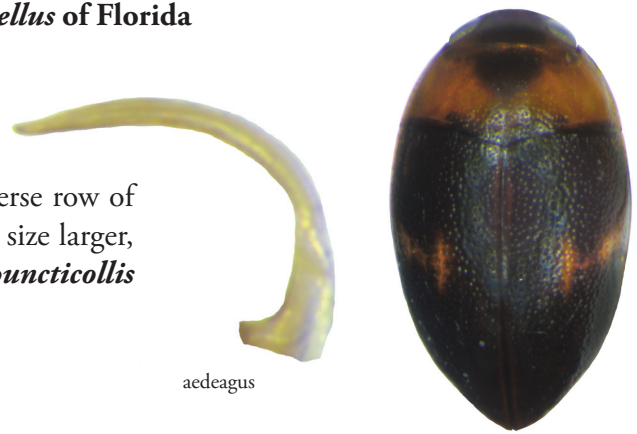 ellus of Florida
erse row of
size larger,
puncticollis
aedeagus